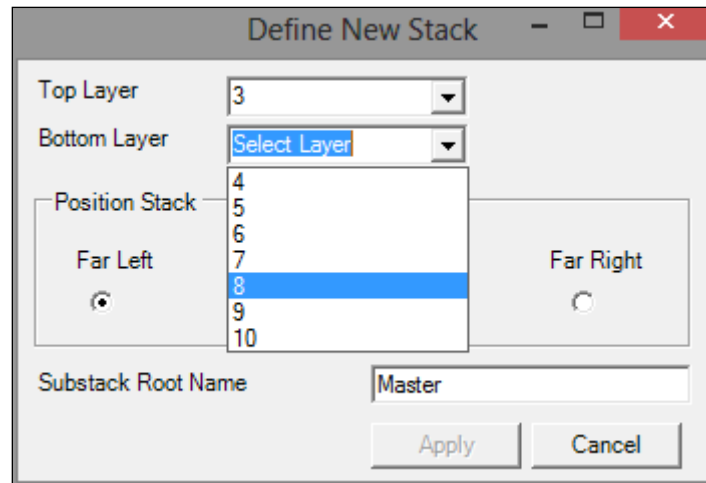 Define New Stack
Top Layer 3
Bottom Layer Select Layer
4
Position Stack 5
6
Far Left 7 Far Right
8
9
10
Substack Root Name Master
Apply Cancel